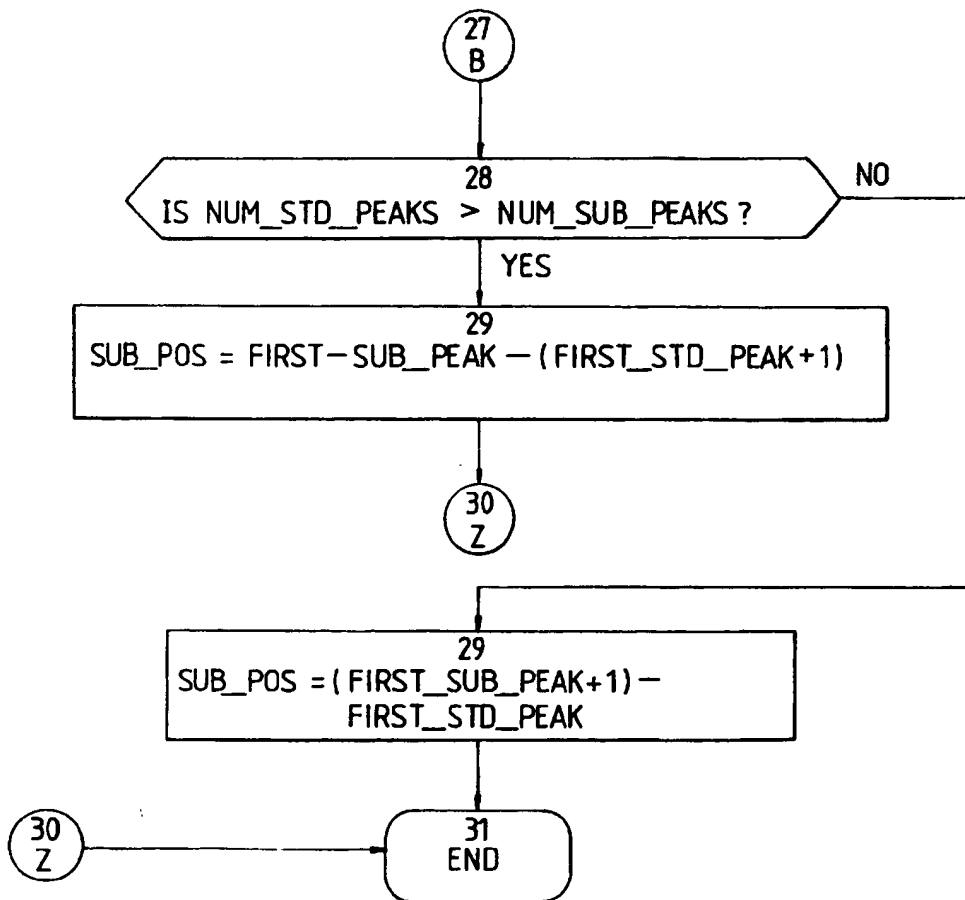 27
B
28
IS NUM_STD_PEAKS > NUM_SUB_PEAKS?
NO
YES
29
SUB_POS = FIRST-SUB_PEAK-(FIRST_STD_PEAK+1)
30
Z
29
SUB_POS =(FIRST_SUB_PEAK+1)-
FIRST_STD_PEAK
30
Z
31
END